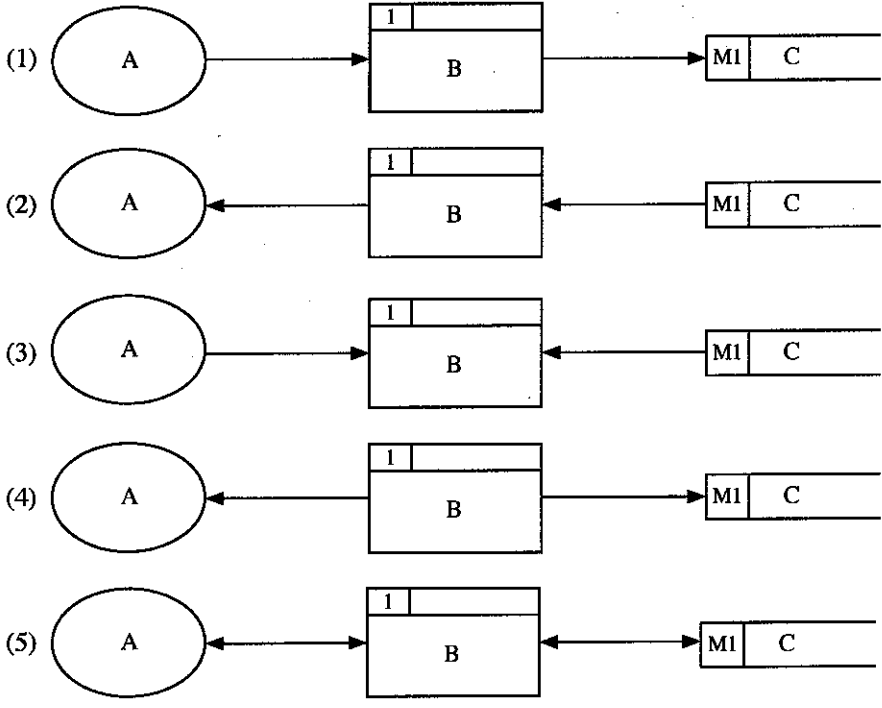 1
(1) A B M1 C
1
(2) A B M1 C
1
(3) A B M1 C
1
(4) A B M1 C
1
(5) A B M1 C